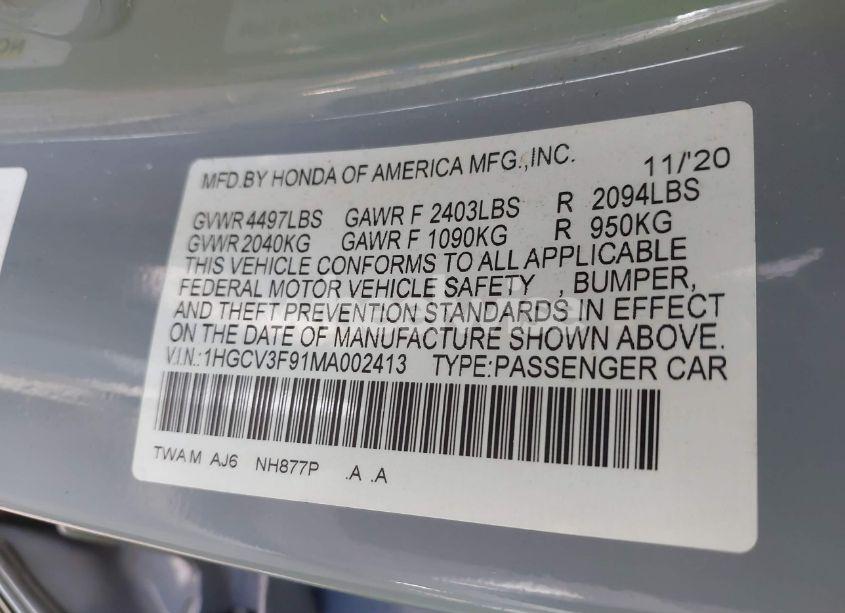 MFD.BY HONDA OF AMERICA MFG.,INC. 11/'20
GVWR 4497LBS GAWR F 2403LBS R 2094LBS
GVWR 2040KG GAWR F 1090KG R 950KG
THIS VEHICLE CONFORMS TO ALL APPLICABLE
FEDERAL MOTOR VEHICLE SAFETY , BUMPER,
AND THEFT PREVENTION STANDARDS IN EFFECT
ON THE DATE OF MANUFACTURE SHOWN ABOVE.
V.I.N.:1HGCV3F91MA002413 TYPE:PASSENGER CAR
TWA M AJ6 NH877P .A .A